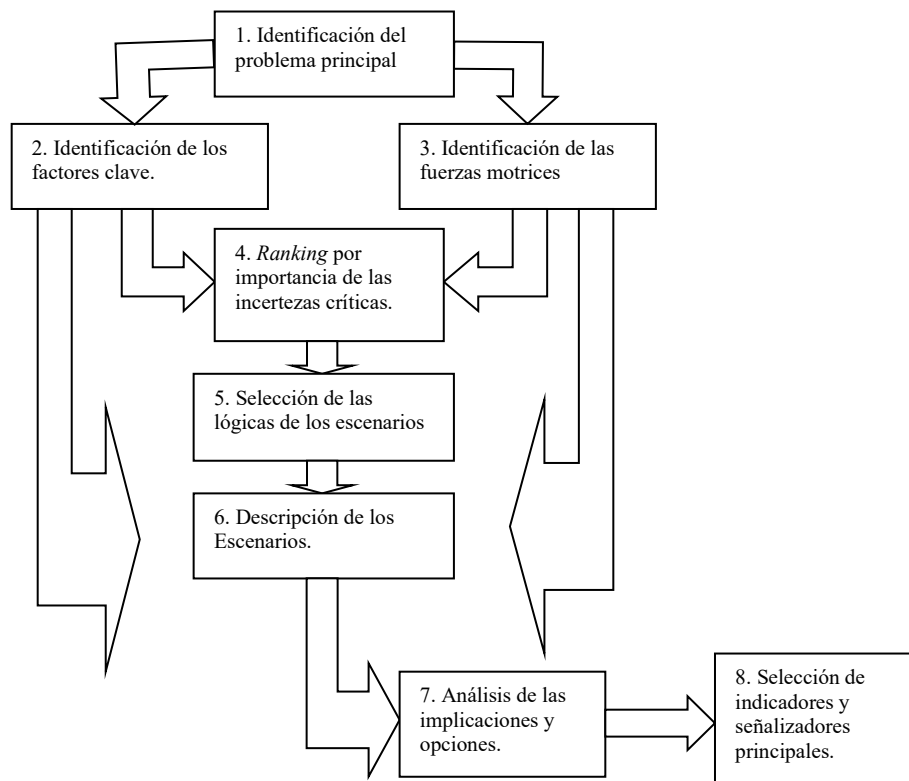 1. Identificación del
problema principal
2. Identificación de los
factores clave.
3. Identificación de las
fuerzas motrices
4. Ranking por
importancia de las
incertezas críticas.
5. Selección de las
lógicas de los escenarios
6. Descripción de los
Escenarios.
7. Análisis de las
implicaciones y
opciones.
8. Selección de
indicadores y
señalizadores
principales.